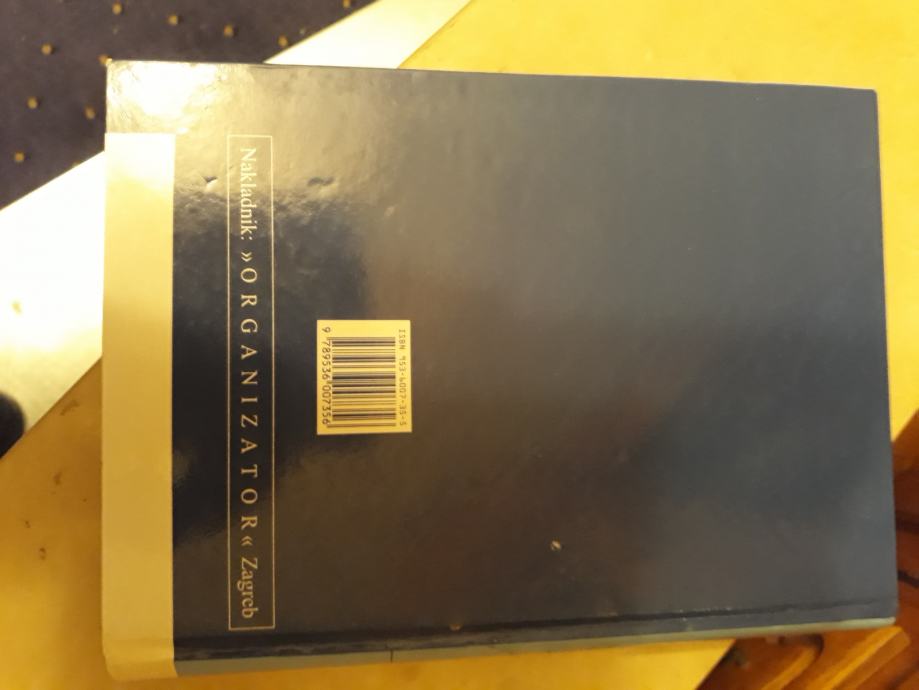 ISBN 953-6007-35-5
9 789536 007356
Nakladnik: »ORGANIZATOR« Zagreb